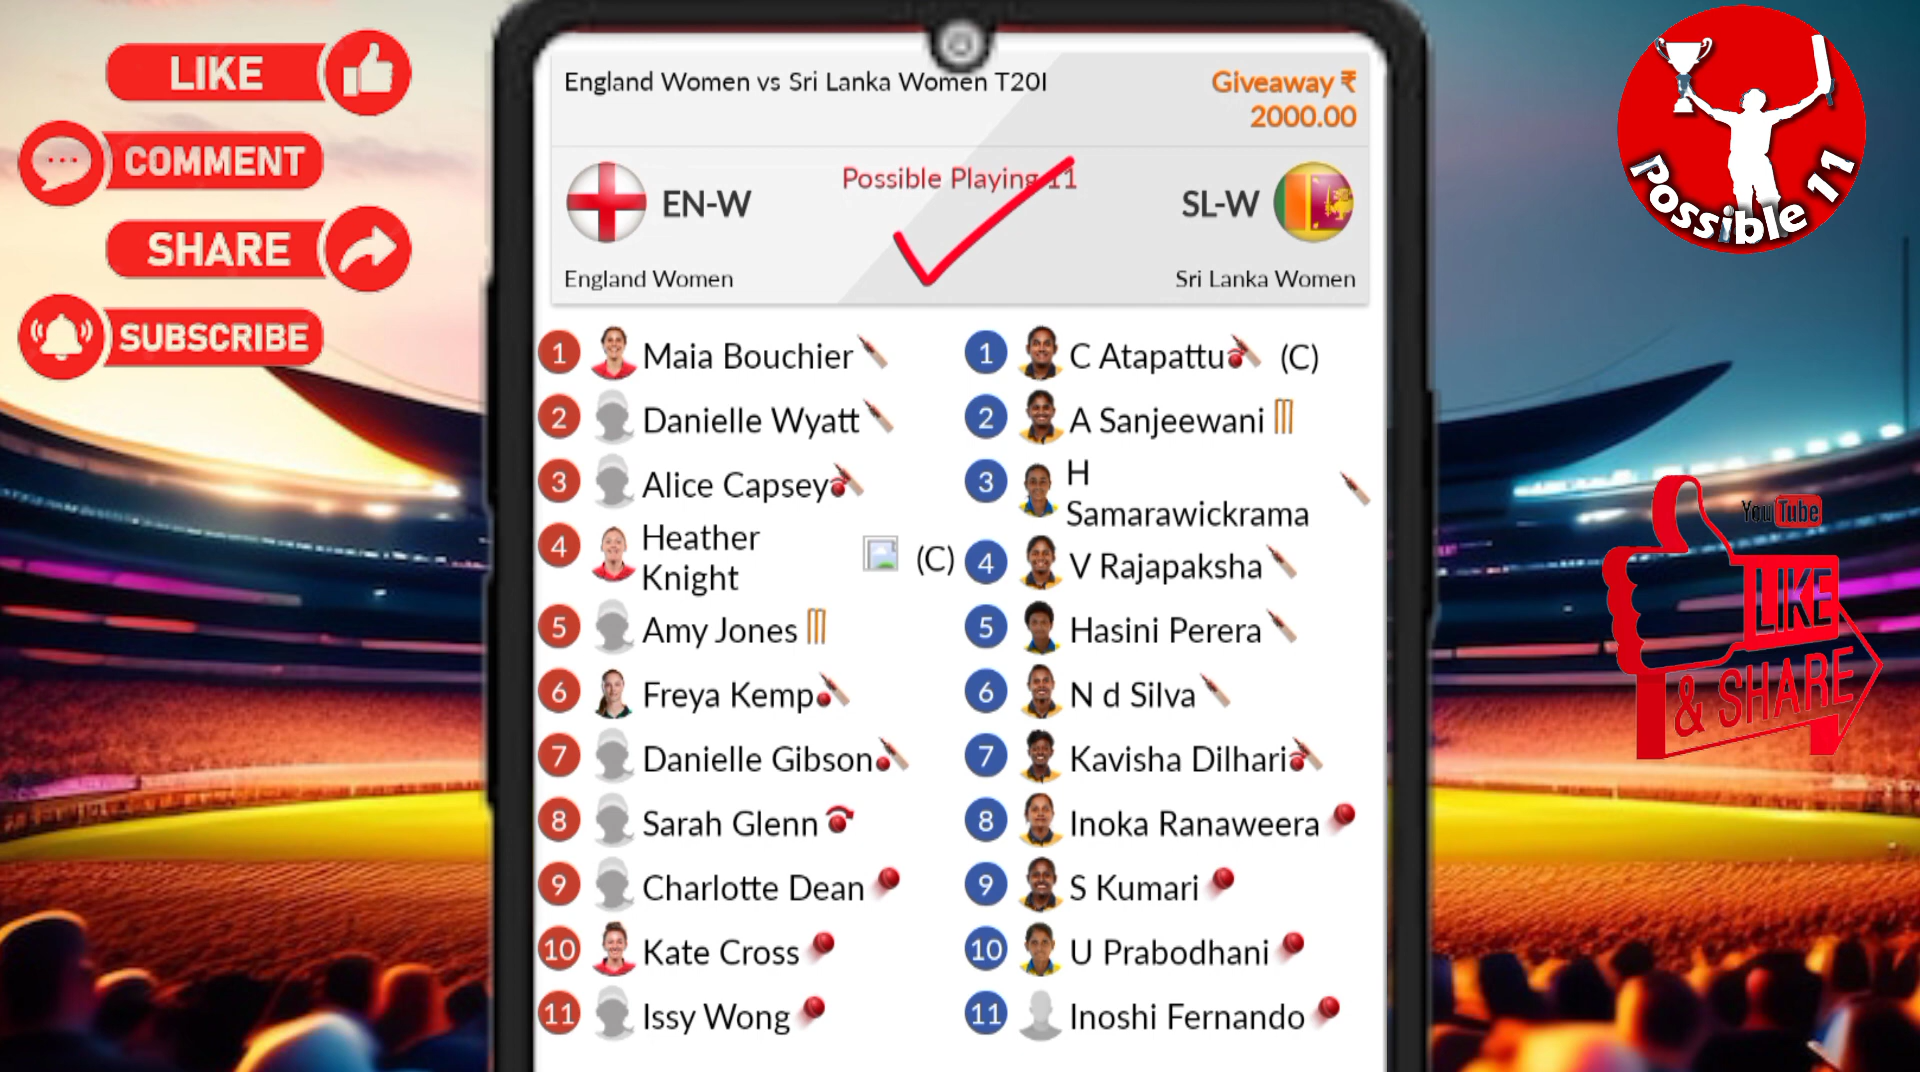 LIKE
COMMENT
SHARE
SUBSCRIBE
England Women vs Sri Lanka Women T20I
Giveaway ₹
2000.00
Possible Playing 11
EN-W
SL-W
England Women
Sri Lanka Women
1 Maia Bouchier
2 Danielle Wyatt
3 Alice Capsey
4 Heather
Knight (C)
5 Amy Jones
6 Freya Kemp
7 Danielle Gibson
8 Sarah Glenn
9 Charlotte Dean
10 Kate Cross
11 Issy Wong
1 C Atapattu (C)
2 A Sanjeewani
3 H
Samarawickrama
4 V Rajapaksha
5 Hasini Perera
6 N d Silva
7 Kavisha Dilhari
8 Inoka Ranaweera
9 S Kumari
10 U Prabodhani
11 Inoshi Fernando
Possible 11
YouTube
LIKE
& SHARE